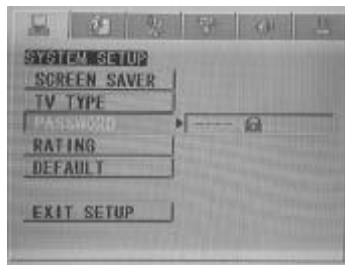 SYSTEM SETUP
SCREEN SAVER
TV TYPE
PASSWORD ----
RATING
DEFAULT
EXIT SETUP